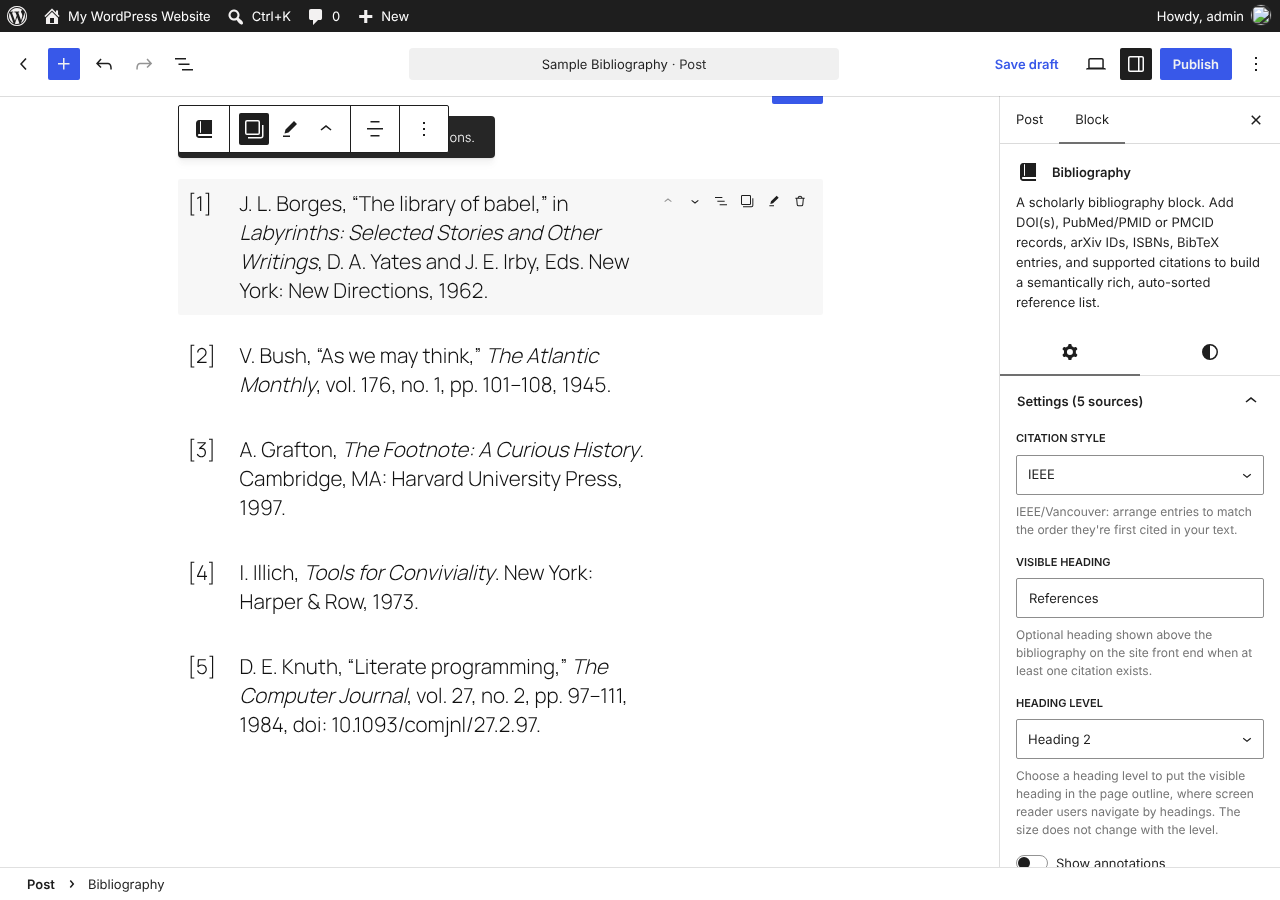 My WordPress Website
Ctrl+K
0
New
Howdy, admin
Sample Bibliography · Post
Save draft
Publish
ons.
[1] J. L. Borges, “The library of babel,” in
Labyrinths: Selected Stories and Other
Writings, D. A. Yates and J. E. Irby, Eds. New
York: New Directions, 1962.
[2] V. Bush, “As we may think,” The Atlantic
Monthly, vol. 176, no. 1, pp. 101–108, 1945.
[3] A. Grafton, The Footnote: A Curious History.
Cambridge, MA: Harvard University Press,
1997.
[4] I. Illich, Tools for Conviviality. New York:
Harper & Row, 1973.
[5] D. E. Knuth, “Literate programming,” The
Computer Journal, vol. 27, no. 2, pp. 97–111,
1984, doi: 10.1093/comjnl/27.2.97.
Post
Block
Bibliography
A scholarly bibliography block. Add
DOI(s), PubMed/PMID or PMCID
records, arXiv IDs, ISBNs, BibTeX
entries, and supported citations to build
a semantically rich, auto-sorted
reference list.
Settings (5 sources)
CITATION STYLE
IEEE
IEEE/Vancouver: arrange entries to match
the order they're first cited in your text.
VISIBLE HEADING
References
Optional heading shown above the
bibliography on the site front end when at
least one citation exists.
HEADING LEVEL
Heading 2
Choose a heading level to put the visible
heading in the page outline, where screen
reader users navigate by headings. The
size does not change with the level.
Show annotations
Post
Bibliography